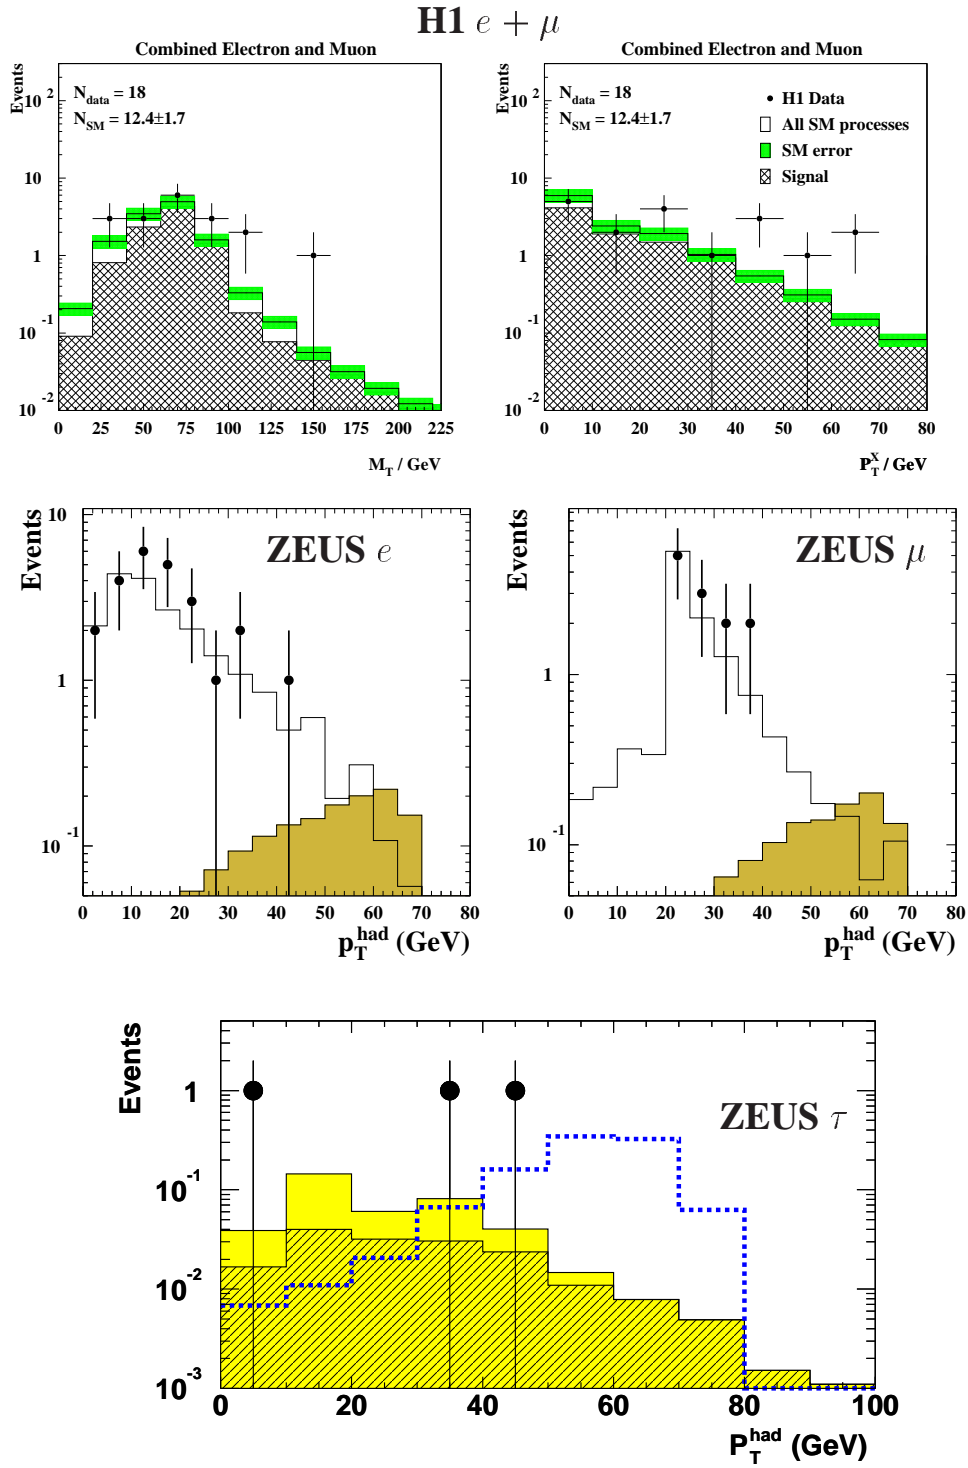 H1 e + μ
Combined Electron and Muon
Events
N_data = 18
N_SM = 12.4±1.7
10^2
10
1
10^-1
10^-2
0 25 50 75 100 125 150 175 200 225
M_T / GeV
Combined Electron and Muon
Events
N_data = 18
N_SM = 12.4±1.7
H1 Data
All SM processes
SM error
Signal
10^2
10
1
10^-1
10^-2
0 10 20 30 40 50 60 70 80
P_T^X / GeV
Events
ZEUS e
10
1
10^-1
0 10 20 30 40 50 60 70 80
p_T^had (GeV)
Events
ZEUS μ
1
10^-1
0 10 20 30 40 50 60 70 80
p_T^had (GeV)
Events
ZEUS τ
1
10^-1
10^-2
10^-3
0 20 40 60 80 100
P_T^had (GeV)